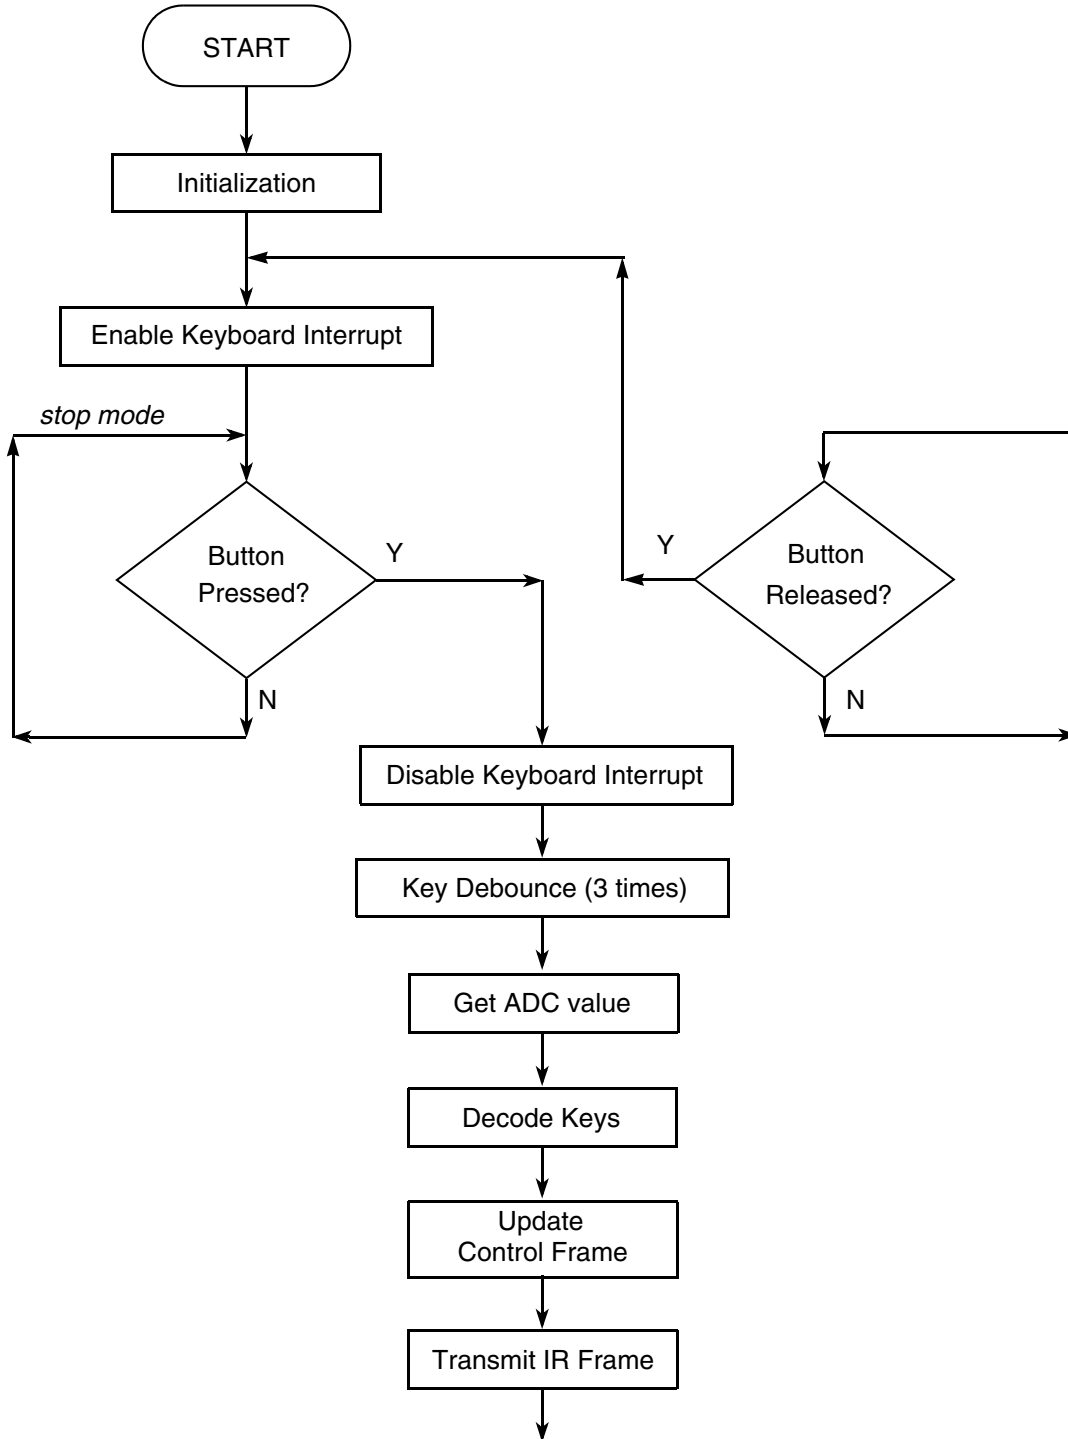 START
Initialization
Enable Keyboard Interrupt
stop mode
Button
Pressed?
Y
N
Y
Button
Released?
N
Disable Keyboard Interrupt
Key Debounce (3 times)
Get ADC value
Decode Keys
Update
Control Frame
Transmit IR Frame